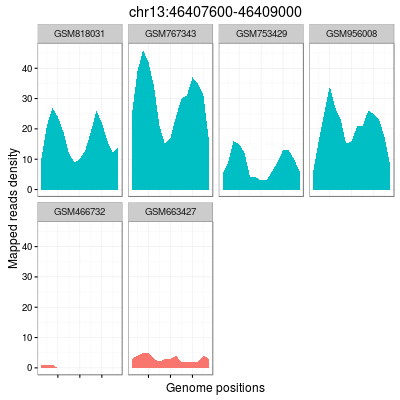 chr13:46407600-46409000
GSM818031 GSM767343 GSM753429 GSM956008
40
30
20
10
0
Mapped reads density
GSM466732 GSM663427
40
30
20
10
0
Genome positions